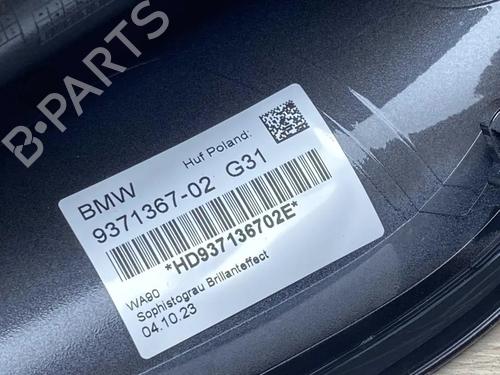 B-PARTS
Huf Poland:
BMW
9371367-02 G31
*HD937136702E*
WA90
Sophistograu Brillanteffect
04.10.23